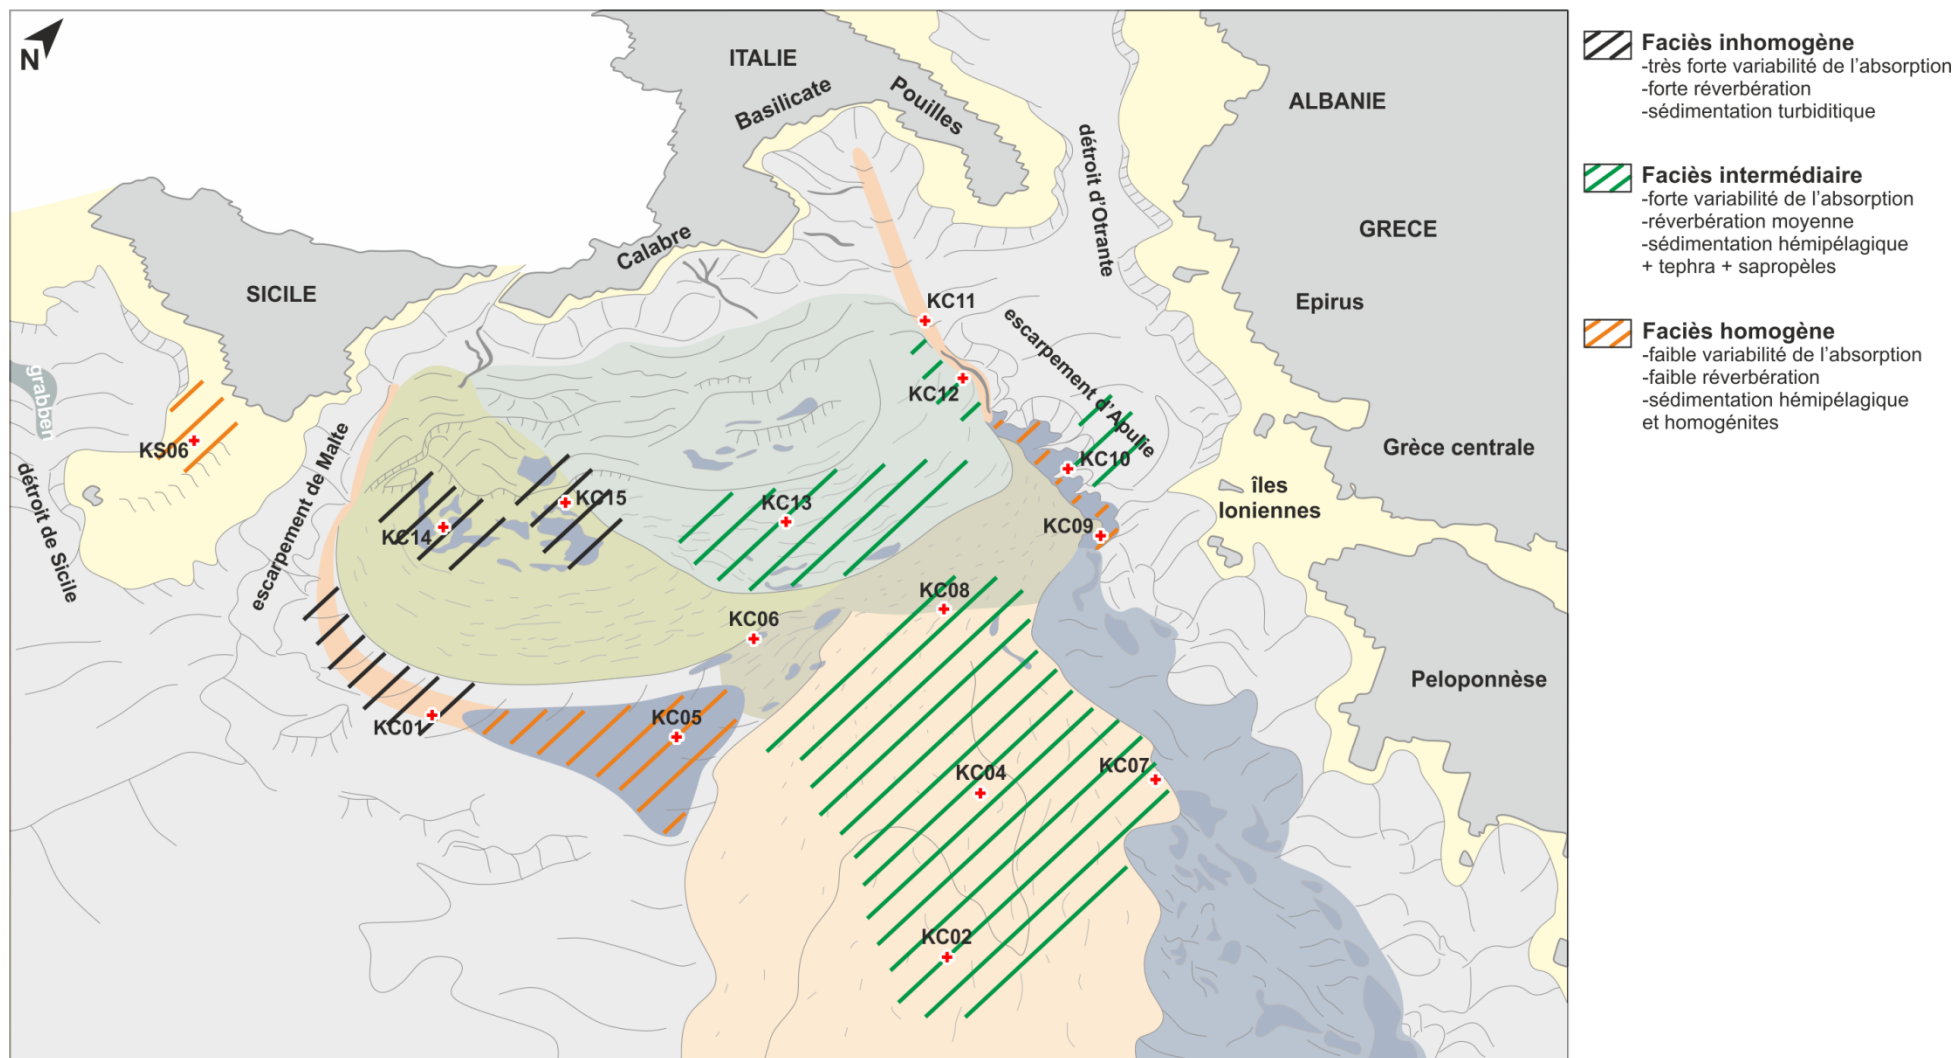 N
ITALIE
Basilicate
Pouilles
ALBANIE
détroit d'Otrante
GRECE
Calabre
SICILE
Epirus
KC11
escarpement d'Apulie
grabben
KC12
Grèce centrale
KS06
KC10
escarpement de Malte
détroit de Sicile
KC15
KC13
îles
Ioniennes
KC14
KC09
KC08
KC06
Peloponnèse
KC01
KC05
KC04
KC07
KC02
Faciès inhomogène
-très forte variabilité de l'absorption
-forte réverbération
-sédimentation turbiditique
Faciès intermédiaire
-forte variabilité de l'absorption
-réverbération moyenne
-sédimentation hémipélagique
+ tephra + sapropèles
Faciès homogène
-faible variabilité de l'absorption
-faible réverbération
-sédimentation hémipélagique
et homogénites